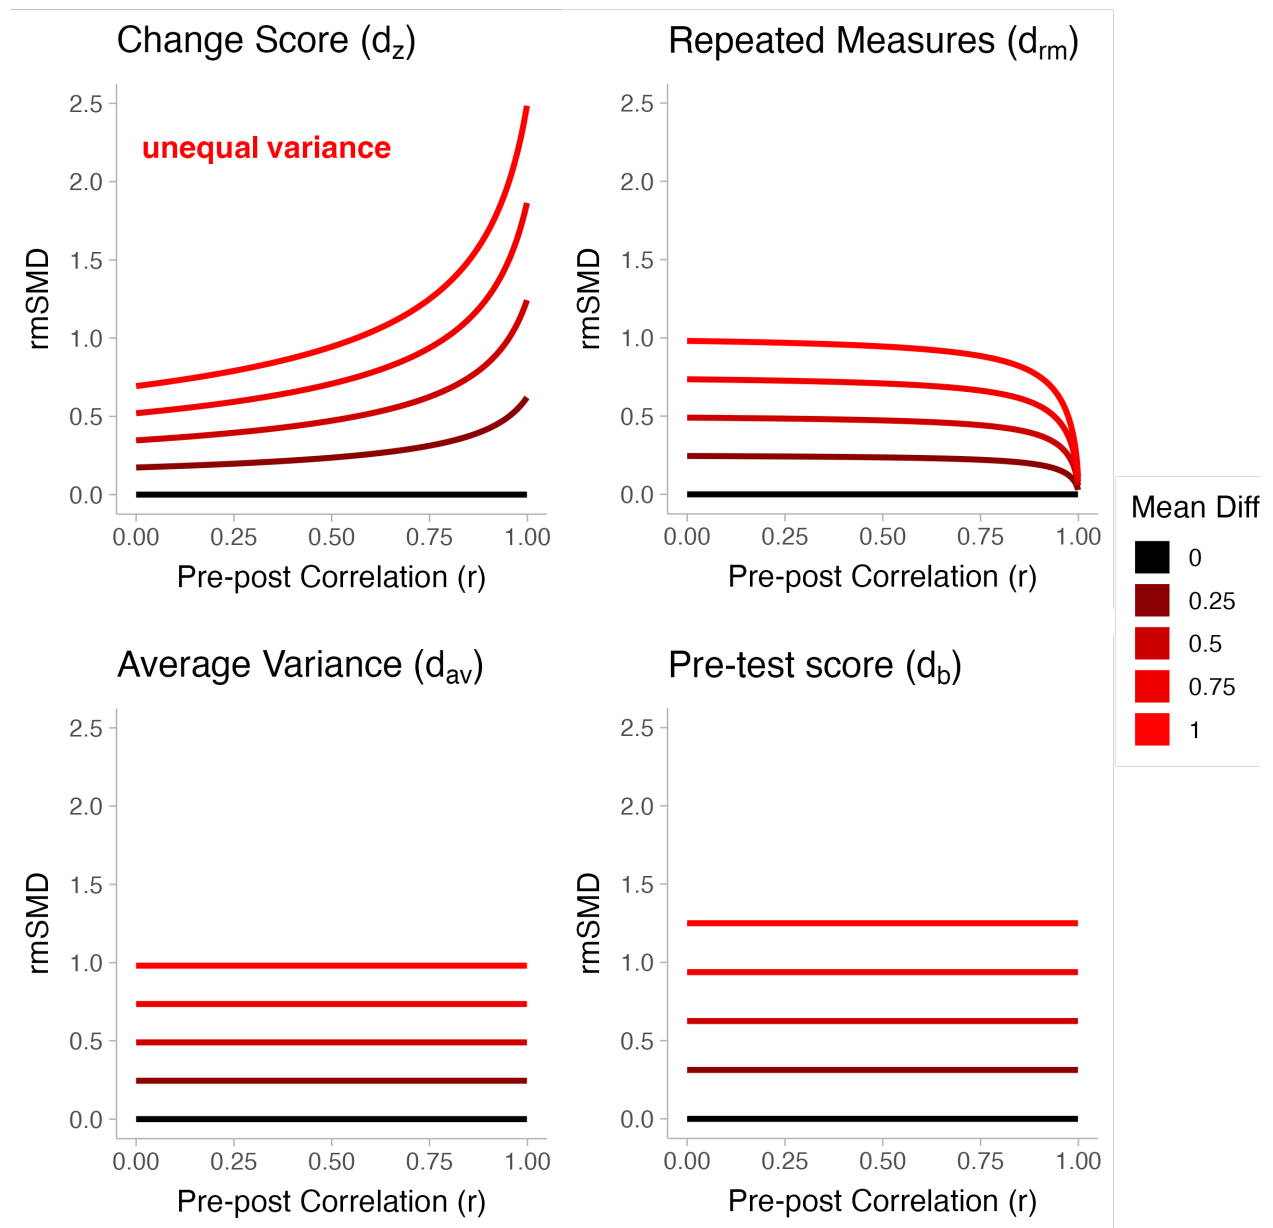 Change Score (dz)
2.5
2.0
1.5
1.0
0.5
0.0
rmSMD
unequal variance
0.00 0.25 0.50 0.75 1.00
Pre-post Correlation (r)
Repeated Measures (drm)
2.5
2.0
1.5
1.0
0.5
0.0
rmSMD
0.00 0.25 0.50 0.75 1.00
Pre-post Correlation (r)
Mean Diff
0
0.25
0.5
0.75
1
Average Variance (dav)
2.5
2.0
1.5
1.0
0.5
0.0
rmSMD
0.00 0.25 0.50 0.75 1.00
Pre-post Correlation (r)
Pre-test score (db)
2.5
2.0
1.5
1.0
0.5
0.0
rmSMD
0.00 0.25 0.50 0.75 1.00
Pre-post Correlation (r)